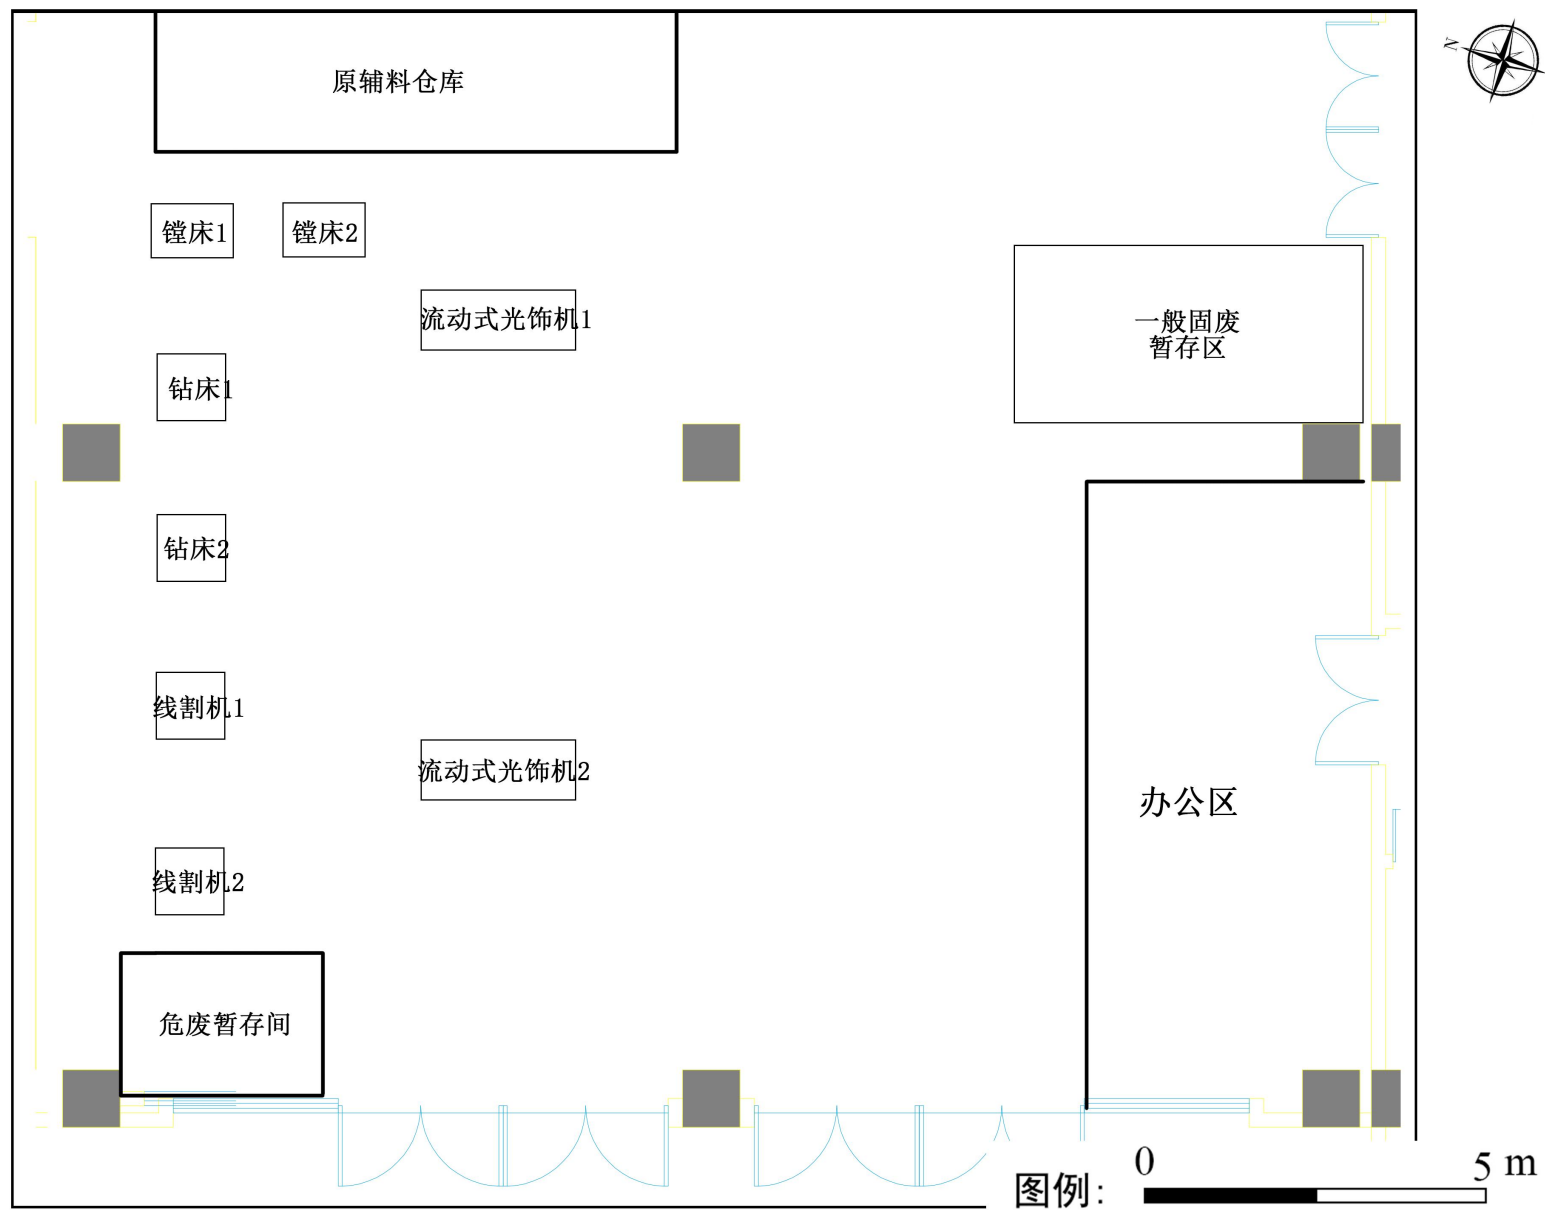 原辅料仓库
N
镗床1
镗床2
流动式光饰机1
一般固废
暂存区
钻床1
钻床2
线割机1
流动式光饰机2
办公区
线割机2
危废暂存间
图例：
0
5 m